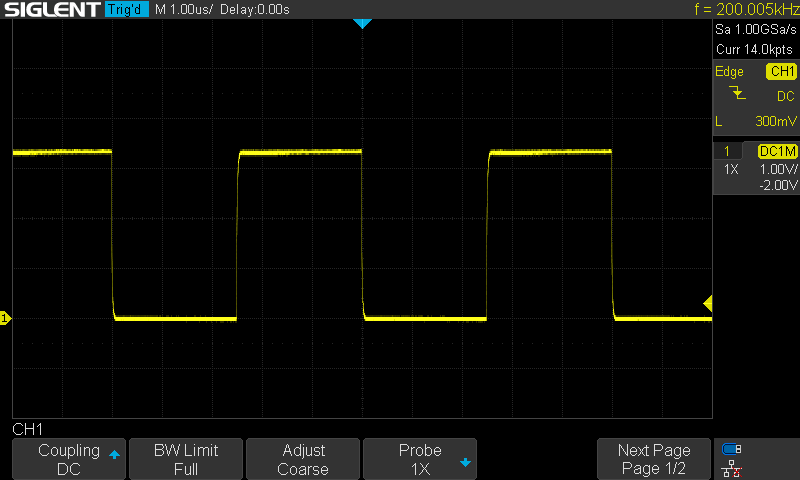 SIGLENT Trig'd M 1.00us/ Delay:0.00s f = 200.005kHz
Sa 1.00GSa/s
Curr 14.0kpts
Edge CH1
DC
L 300mV
1 DC1M
1X 1.00V/
-2.00V
1
CH1
Coupling
DC
BW Limit
Full
Adjust
Coarse
Probe
1X
Next Page
Page 1/2